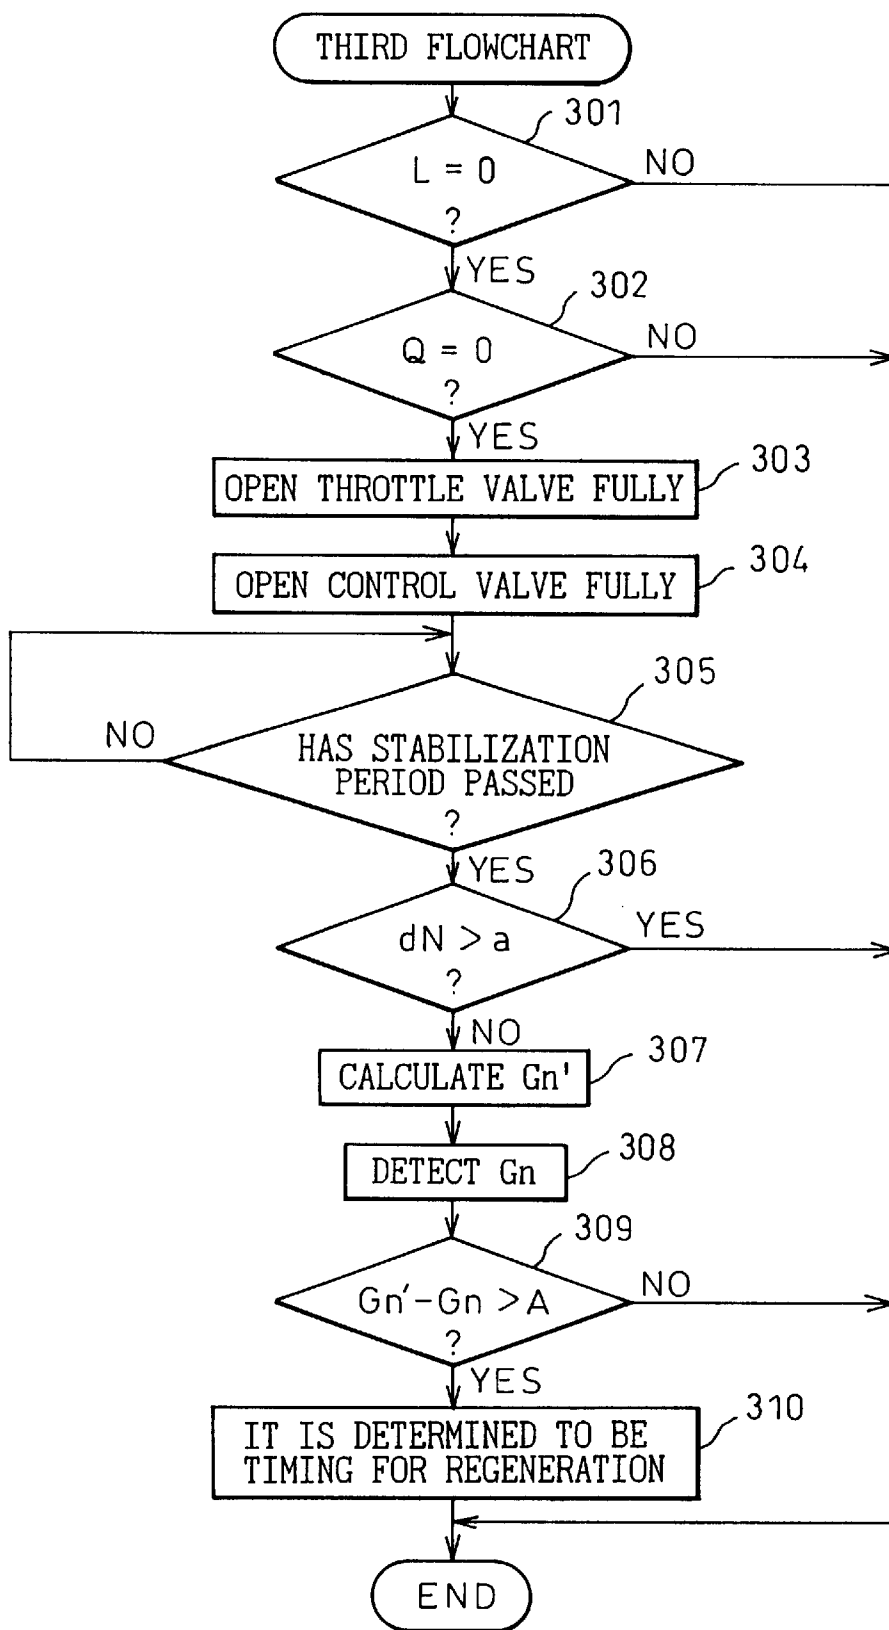 THIRD FLOWCHART
301
L = 0
?
NO
YES
302
Q = 0
?
NO
YES
303
OPEN THROTTLE VALVE FULLY
304
OPEN CONTROL VALVE FULLY
305
NO
HAS STABILIZATION
PERIOD PASSED
?
YES
306
dN > a
?
YES
NO
307
CALCULATE Gn'
308
DETECT Gn
309
Gn'-Gn > A
?
NO
YES
310
IT IS DETERMINED TO BE
TIMING FOR REGENERATION
END